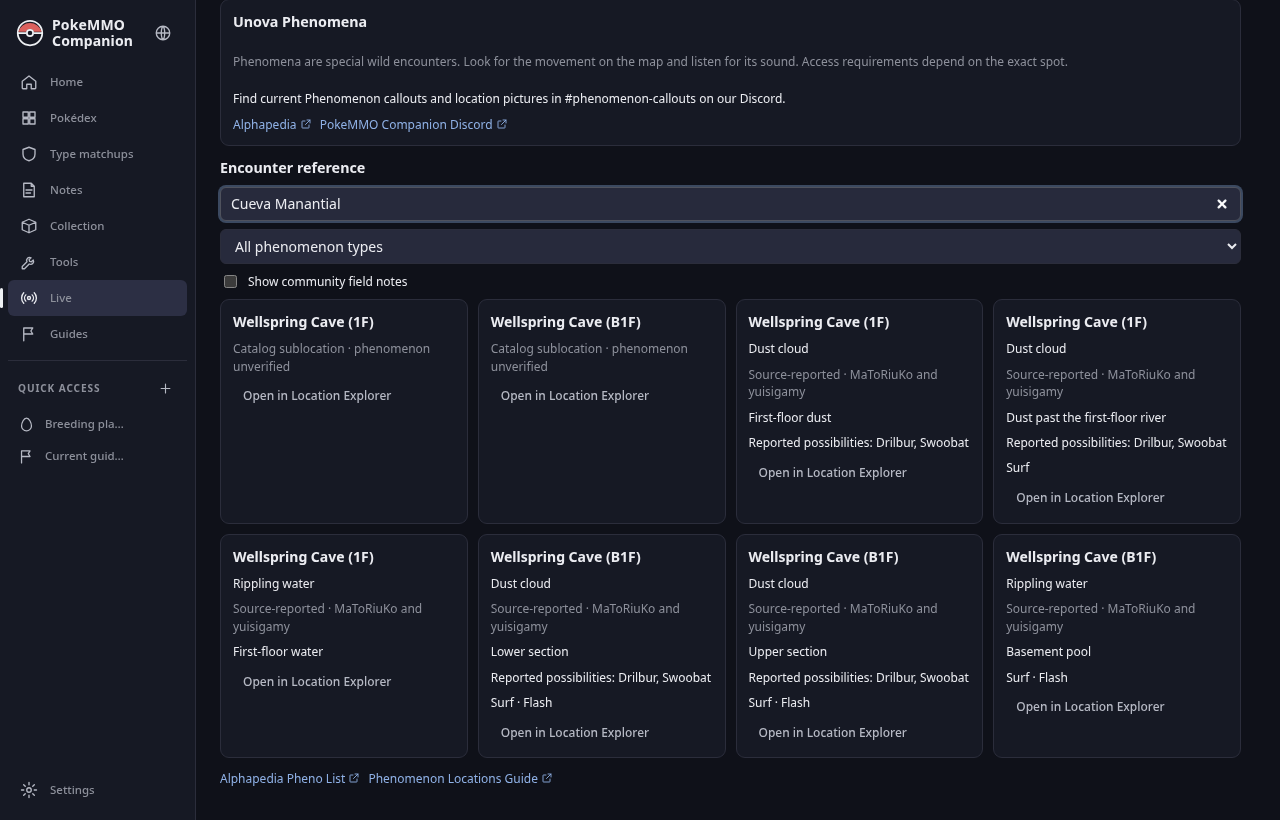 PokeMMO
Companion
Home
Pokédex
Type matchups
Notes
Collection
Tools
Live
Guides
QUICK ACCESS
Breeding pla...
Current guid...
Settings
Unova Phenomena
Phenomena are special wild encounters. Look for the movement on the map and listen for its sound. Access requirements depend on the exact spot.
Find current Phenomenon callouts and location pictures in #phenomenon-callouts on our Discord.
Alphapedia PokeMMO Companion Discord
Encounter reference
Cueva Manantial
All phenomenon types
Show community field notes
Wellspring Cave (1F)
Catalog sublocation · phenomenon
unverified
Open in Location Explorer
Wellspring Cave (B1F)
Catalog sublocation · phenomenon
unverified
Open in Location Explorer
Wellspring Cave (1F)
Dust cloud
Source-reported · MaToRiuKo and
yuisigamy
First-floor dust
Reported possibilities: Drilbur, Swoobat
Open in Location Explorer
Wellspring Cave (1F)
Dust cloud
Source-reported · MaToRiuKo and
yuisigamy
Dust past the first-floor river
Reported possibilities: Drilbur, Swoobat
Surf
Open in Location Explorer
Wellspring Cave (1F)
Rippling water
Source-reported · MaToRiuKo and
yuisigamy
First-floor water
Open in Location Explorer
Wellspring Cave (B1F)
Dust cloud
Source-reported · MaToRiuKo and
yuisigamy
Lower section
Reported possibilities: Drilbur, Swoobat
Surf · Flash
Open in Location Explorer
Wellspring Cave (B1F)
Dust cloud
Source-reported · MaToRiuKo and
yuisigamy
Upper section
Reported possibilities: Drilbur, Swoobat
Surf · Flash
Open in Location Explorer
Wellspring Cave (B1F)
Rippling water
Source-reported · MaToRiuKo and
yuisigamy
Basement pool
Surf · Flash
Open in Location Explorer
Alphapedia Pheno List Phenomenon Locations Guide